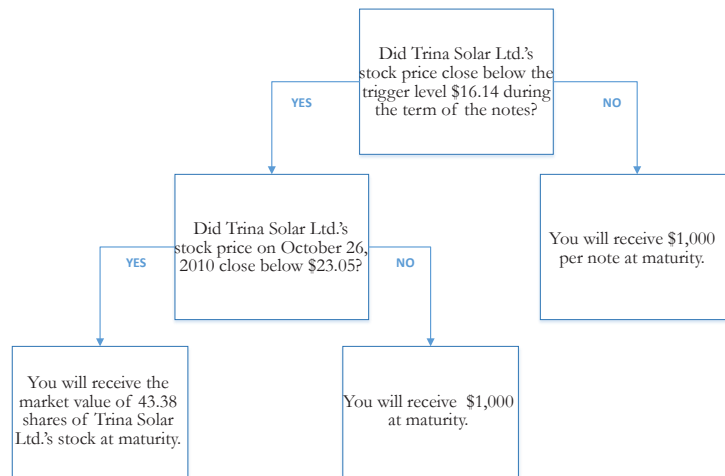 Did Trina Solar Ltd.'s
stock price close below the
trigger level $16.14 during
the term of the notes?
YES
NO
Did Trina Solar Ltd.'s
stock price on October 26,
2010 close below $23.05?
You will receive $1,000
per note at maturity.
YES
NO
You will receive the
market value of 43.38
shares of Trina Solar
Ltd.'s stock at maturity.
You will receive $1,000
at maturity.